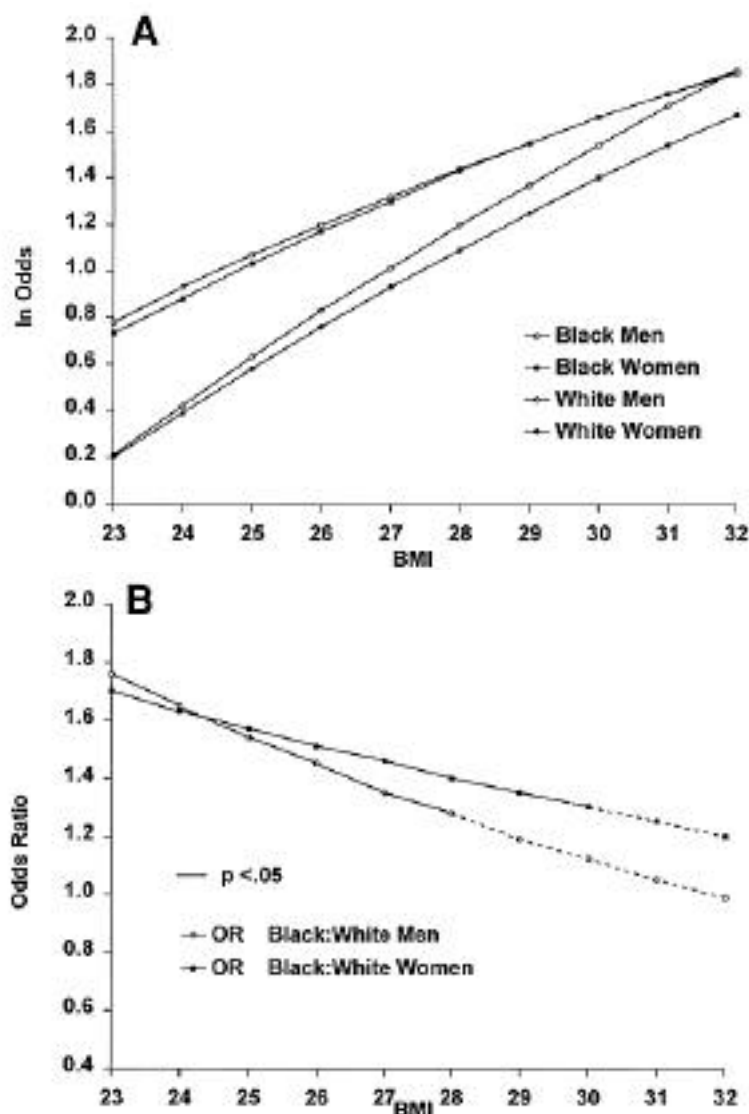 A
2.0
1.8
1.6
1.4
1.2
1.0
0.8
0.6
0.4
0.2
0.0
ln Odds
Black Men
Black Women
White Men
White Women
23 24 25 26 27 28 29 30 31 32
BMI
B
2.0
1.8
1.6
1.4
1.2
1.0
0.8
0.6
0.4
Odds Ratio
p <.05
OR Black:White Men
OR Black:White Women
23 24 25 26 27 28 29 30 31 32
BMI